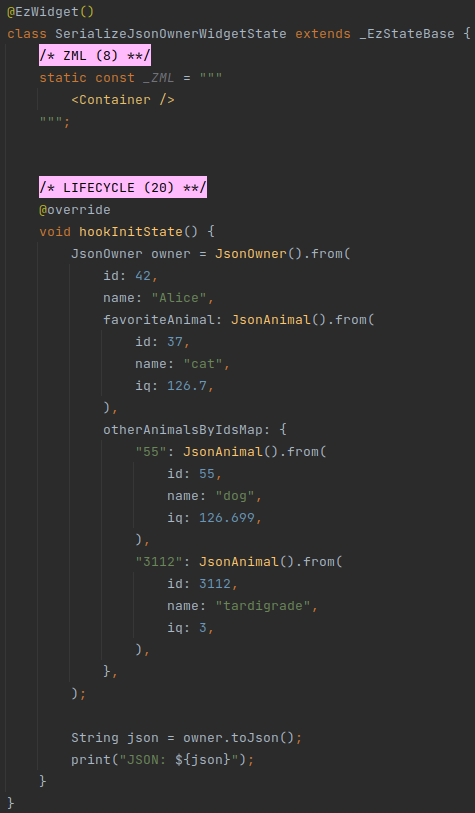 @EzWidget()
class SerializeJsonOwnerWidgetState extends _EzStateBase {
    /* ZML (8) **/
    static const _ZML = """
        <Container />
    """;


    /* LIFECYCLE (20) **/
    @override
    void hookInitState() {
        JsonOwner owner = JsonOwner().from(
            id: 42,
            name: "Alice",
            favoriteAnimal: JsonAnimal().from(
                id: 37,
                name: "cat",
                iq: 126.7,
            ),
            otherAnimalsByIdsMap: {
                "55": JsonAnimal().from(
                    id: 55,
                    name: "dog",
                    iq: 126.699,
                ),
                "3112": JsonAnimal().from(
                    id: 3112,
                    name: "tardigrade",
                    iq: 3,
                ),
            },
        );

        String json = owner.toJson();
        print("JSON: ${json}");
    }
}